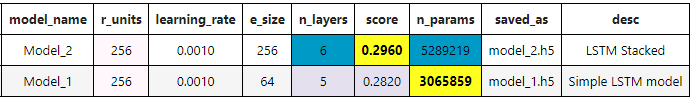 model_name r_units learning_rate e_size n_layers score n_params saved_as desc
Model_2 256 0.0010 256 6 0.2960 5289219 model_2.h5 LSTM Stacked
Model_1 256 0.0010 64 5 0.2820 3065859 model_1.h5 Simple LSTM model